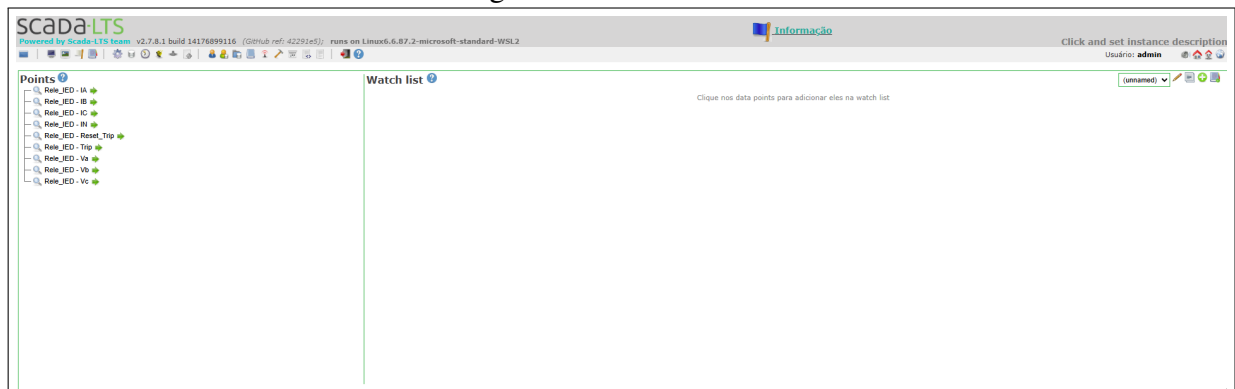 scada-LTS
Powered by Scada-LTS team v2.7.8.1 build 14176899116 (GitHub ref: 42291e5); runs on Linux6.6.87.2-microsoft-standard-WSL2
Informação
Click and set instance description
Usuário: admin
Points
Rele_IED - IA
Rele_IED - IB
Rele_IED - IC
Rele_IED - IN
Rele_IED - Reset_Trip
Rele_IED - Trip
Rele_IED - Va
Rele_IED - Vb
Rele_IED - Vc
Watch list
(unnamed)
Clique nos data points para adicionar eles na watch list